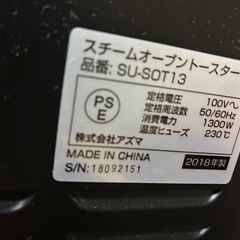 スチームオーブントースター
品番: SU-SOT13
PS
E
定格電圧 100V~
定格周波数 50/60Hz
消費電力 1300W
温度ヒューズ 230℃
株式会社アズマ
MADE IN CHINA
2018年製
S/N: 18092151